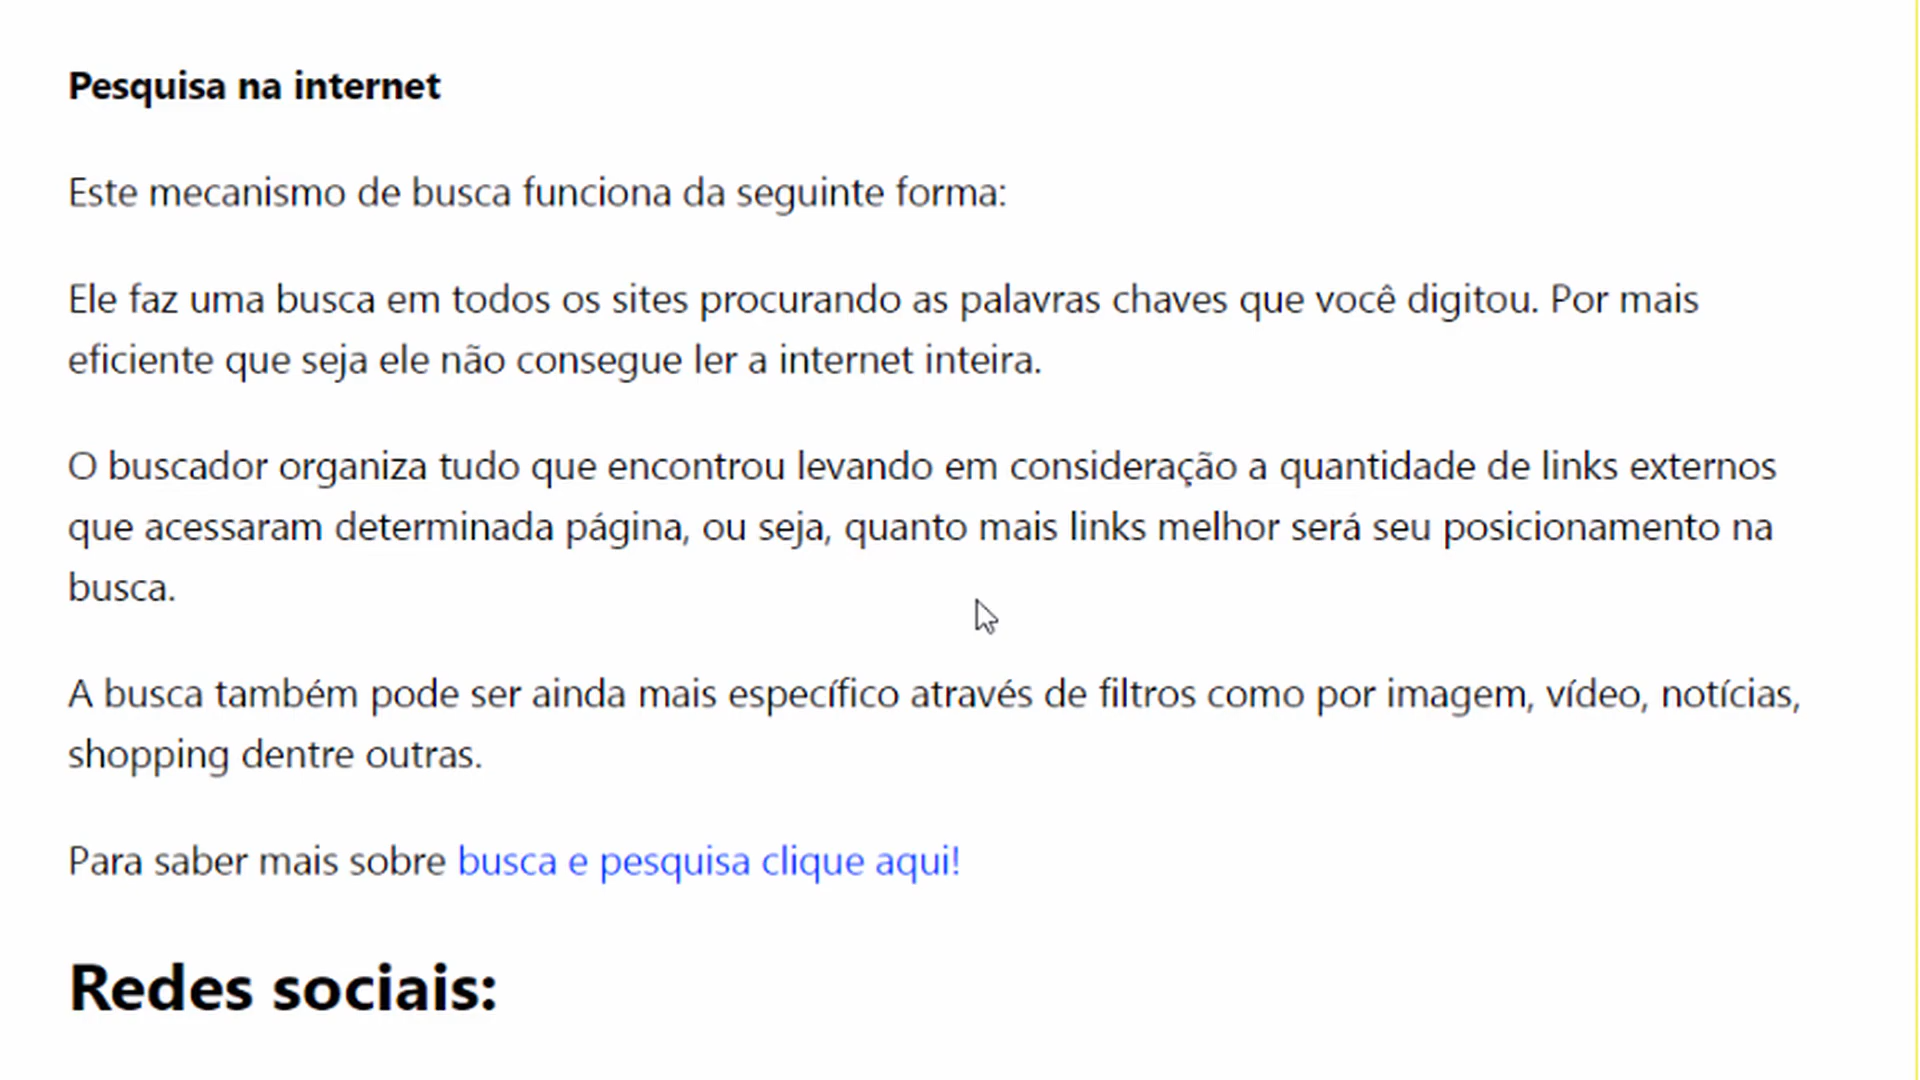 Pesquisa na internet
Este mecanismo de busca funciona da seguinte forma:
Ele faz uma busca em todos os sites procurando as palavras chaves que você digitou. Por mais
eficiente que seja ele não consegue ler a internet inteira.
O buscador organiza tudo que encontrou levando em consideração a quantidade de links externos
que acessaram determinada página, ou seja, quanto mais links melhor será seu posicionamento na
busca.
A busca também pode ser ainda mais específico através de filtros como por imagem, vídeo, notícias,
shopping dentre outras.
Para saber mais sobre busca e pesquisa clique aqui!
Redes sociais: